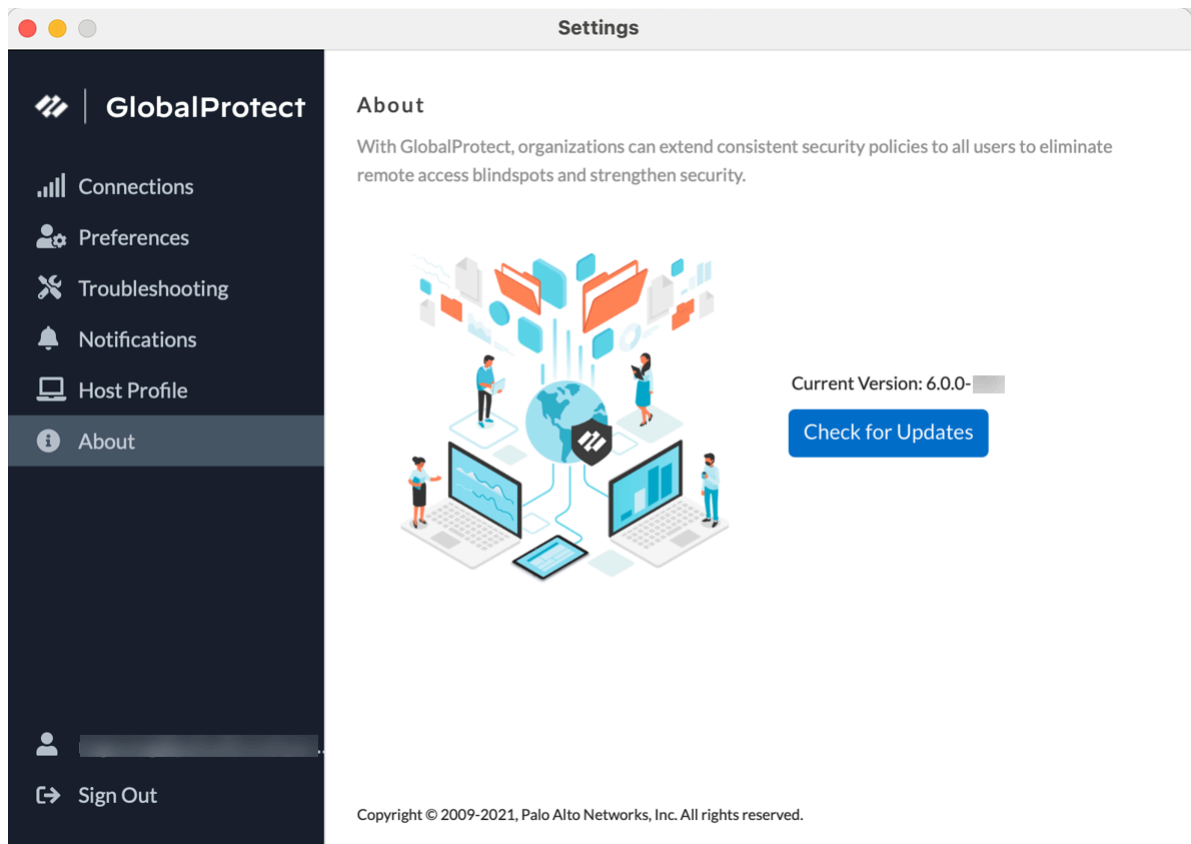 Settings
GlobalProtect
Connections
Preferences
Troubleshooting
Notifications
Host Profile
About
Sign Out
About
With GlobalProtect, organizations can extend consistent security policies to all users to eliminate
remote access blindspots and strengthen security.
Current Version: 6.0.0-
Check for Updates
Copyright © 2009-2021, Palo Alto Networks, Inc. All rights reserved.